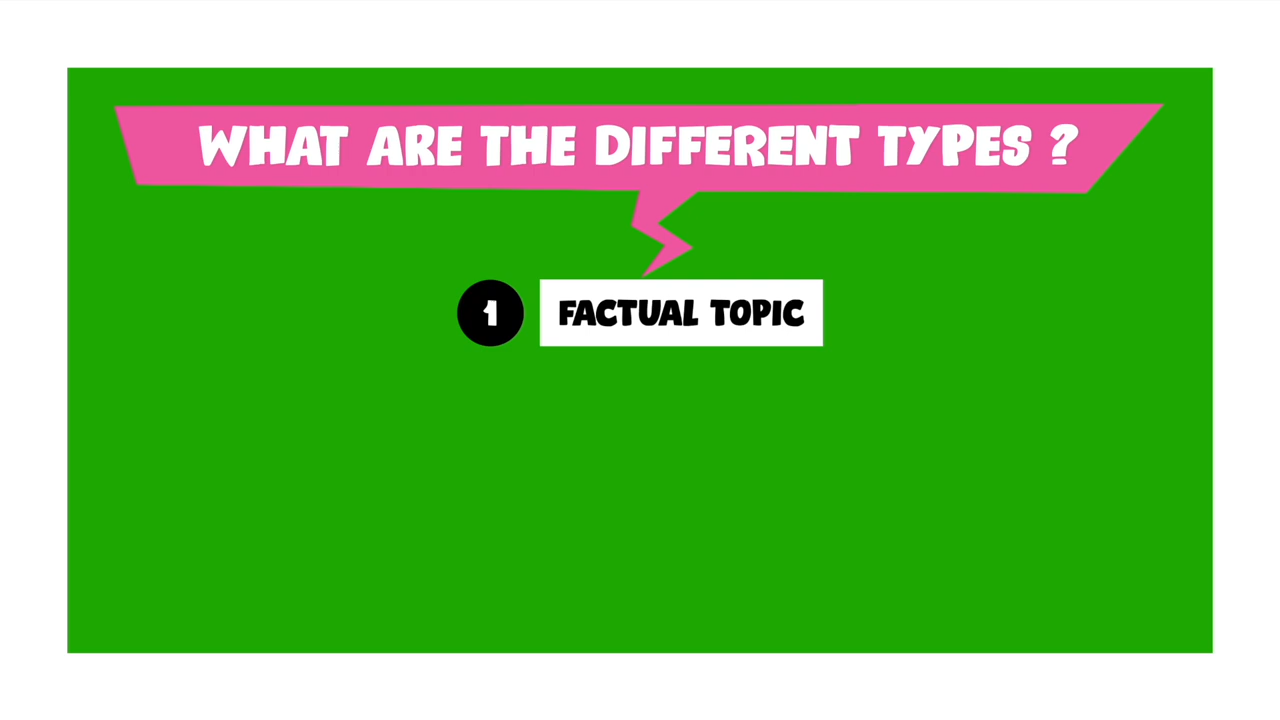 WHAT ARE THE DIFFERENT TYPES ?
1 FACTUAL TOPIC